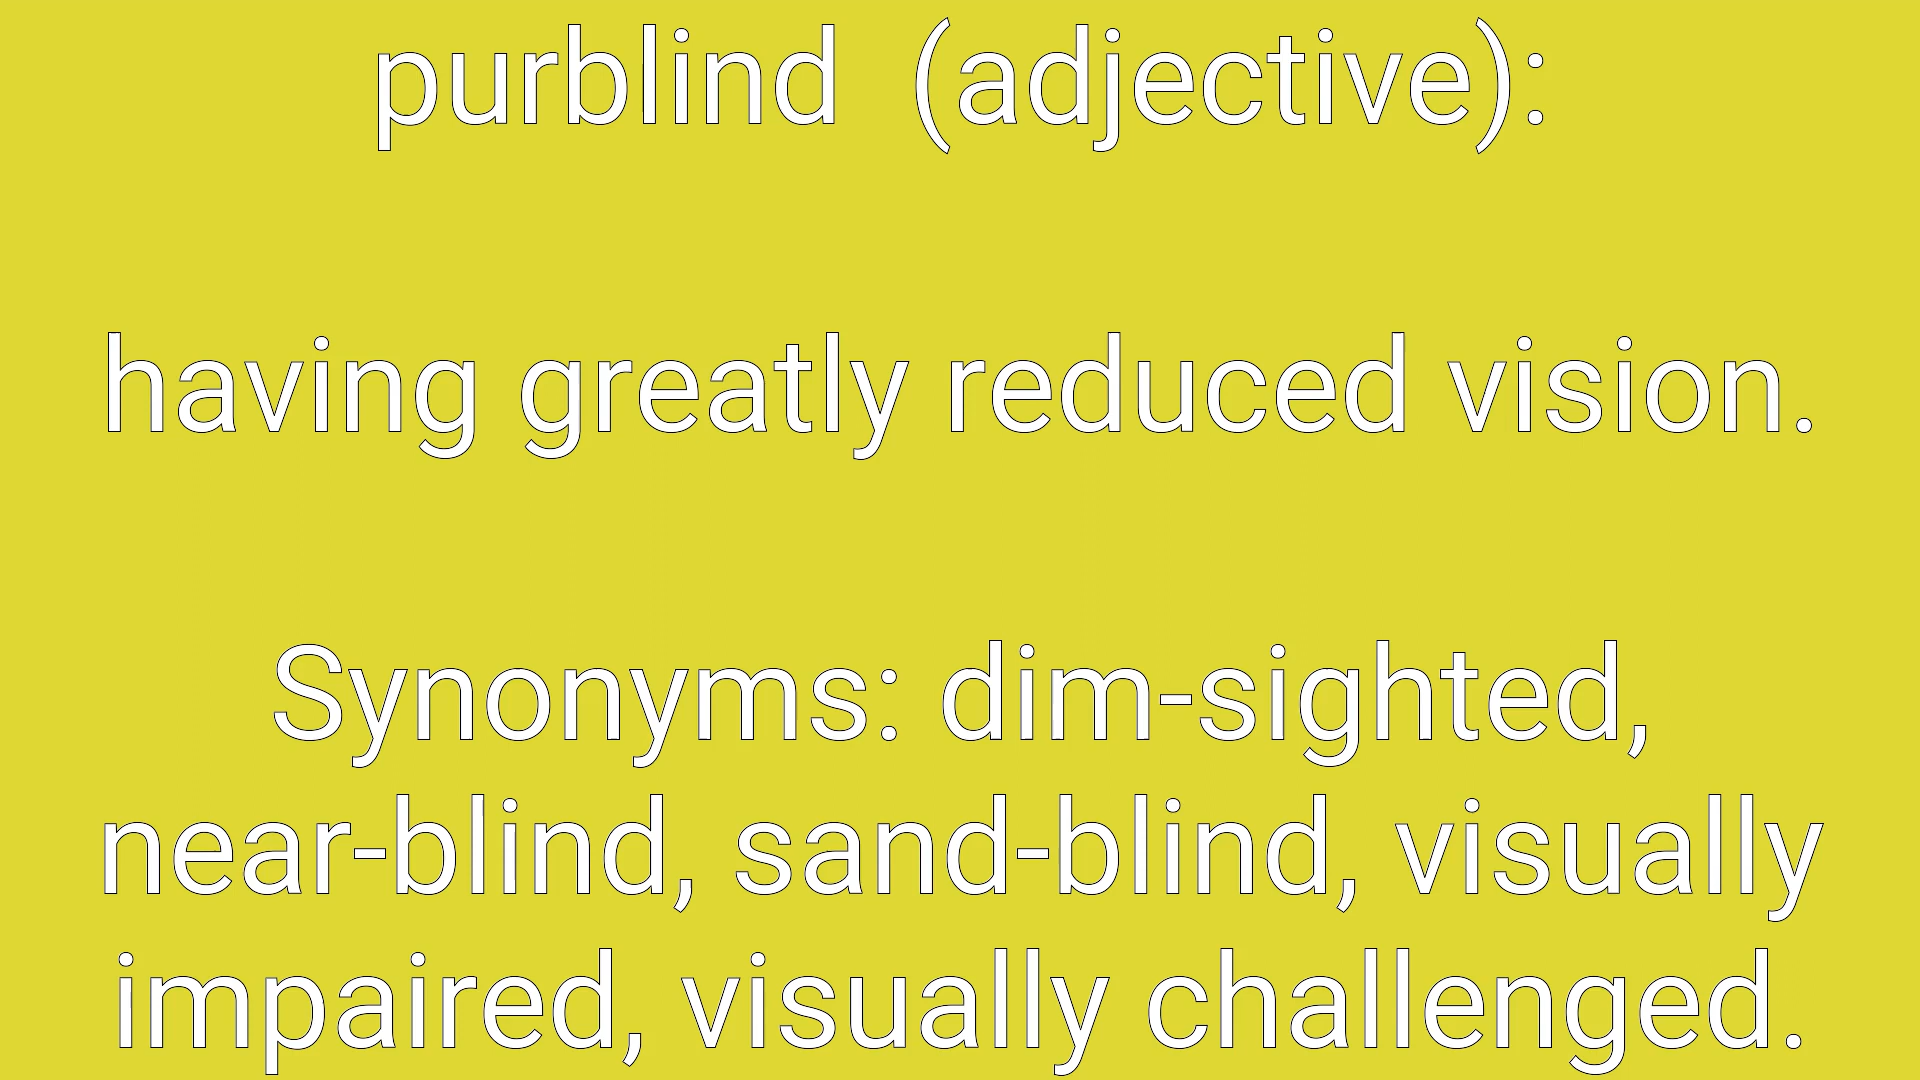 purblind  (adjective):
having greatly reduced vision.
Synonyms: dim-sighted,
near-blind, sand-blind, visually
impaired, visually challenged.